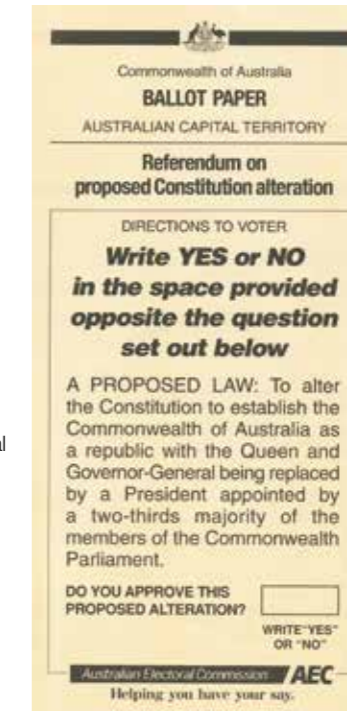 Commonwealth of Australia
BALLOT PAPER
AUSTRALIAN CAPITAL TERRITORY
Referendum on
proposed Constitution alteration
DIRECTIONS TO VOTER
Write YES or NO
in the space provided
opposite the question
set out below
A PROPOSED LAW: To alter
the Constitution to establish the
Commonwealth of Australia as
al
a republic with the Queen and
Governor-General being replaced
by a President appointed by
a two-thirds majority of the
members of the Commonwealth
Parliament.
DO YOU APPROVE THIS
PROPOSED ALTERATION?
WRITE "YES"
OR "NO"
Australian Electoral Commission AEC
Helping you have your say.